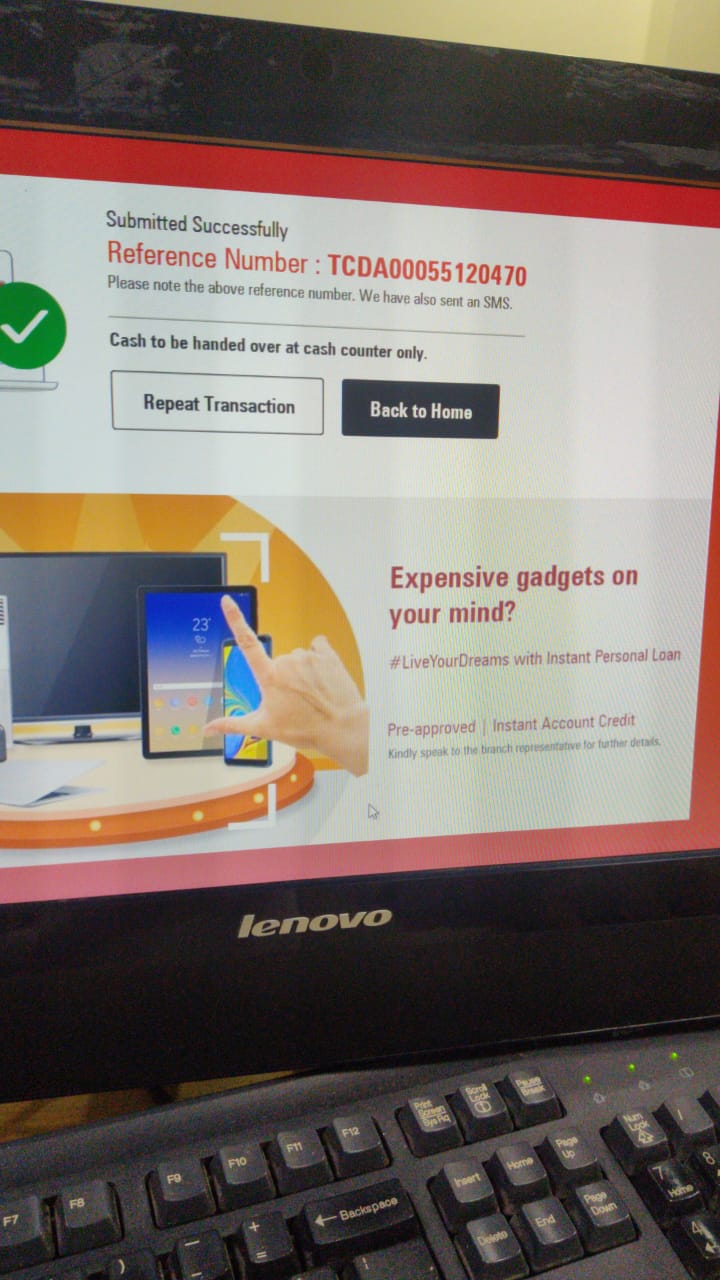 Submitted Successfully
Reference Number : TCDA00055120470
Please note the above reference number. We have also sent an SMS.
Cash to be handed over at cash counter only.
Repeat Transaction
Back to Home
23°
Expensive gadgets on
your mind?
#LiveYourDreams with Instant Personal Loan
Pre-approved | Instant Account Credit
Kindly speak to the branch representative for further details.
lenovo
Print
Screen
Sys Rq
Scroll
Lock
Pause
Break
F7
F8
F9
F10
F11
F12
Insert
Home
Page
Up
Num
Lock
/
7
Home
8
)
_
+
=
← Backspace
Delete
End
Page
Down
4